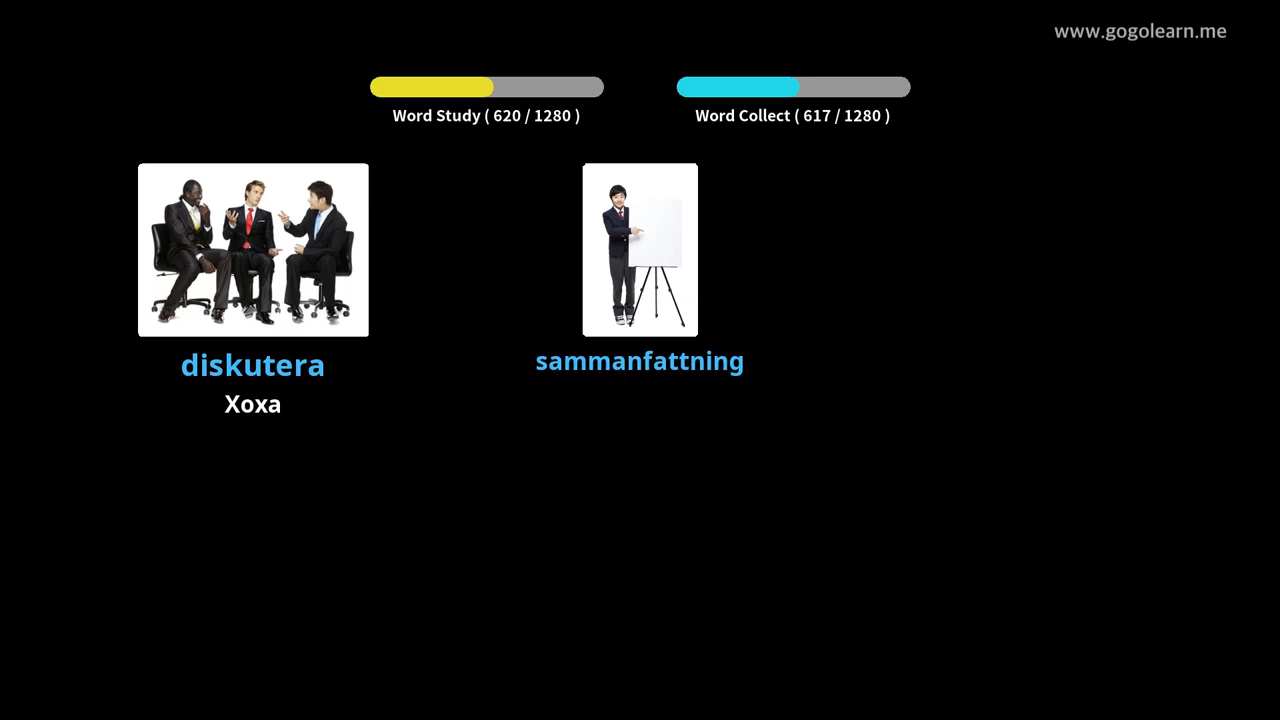 www.gogolearn.me
Word Study ( 620 / 1280 )
Word Collect ( 617 / 1280 )
diskutera
Xoxa
sammanfattning